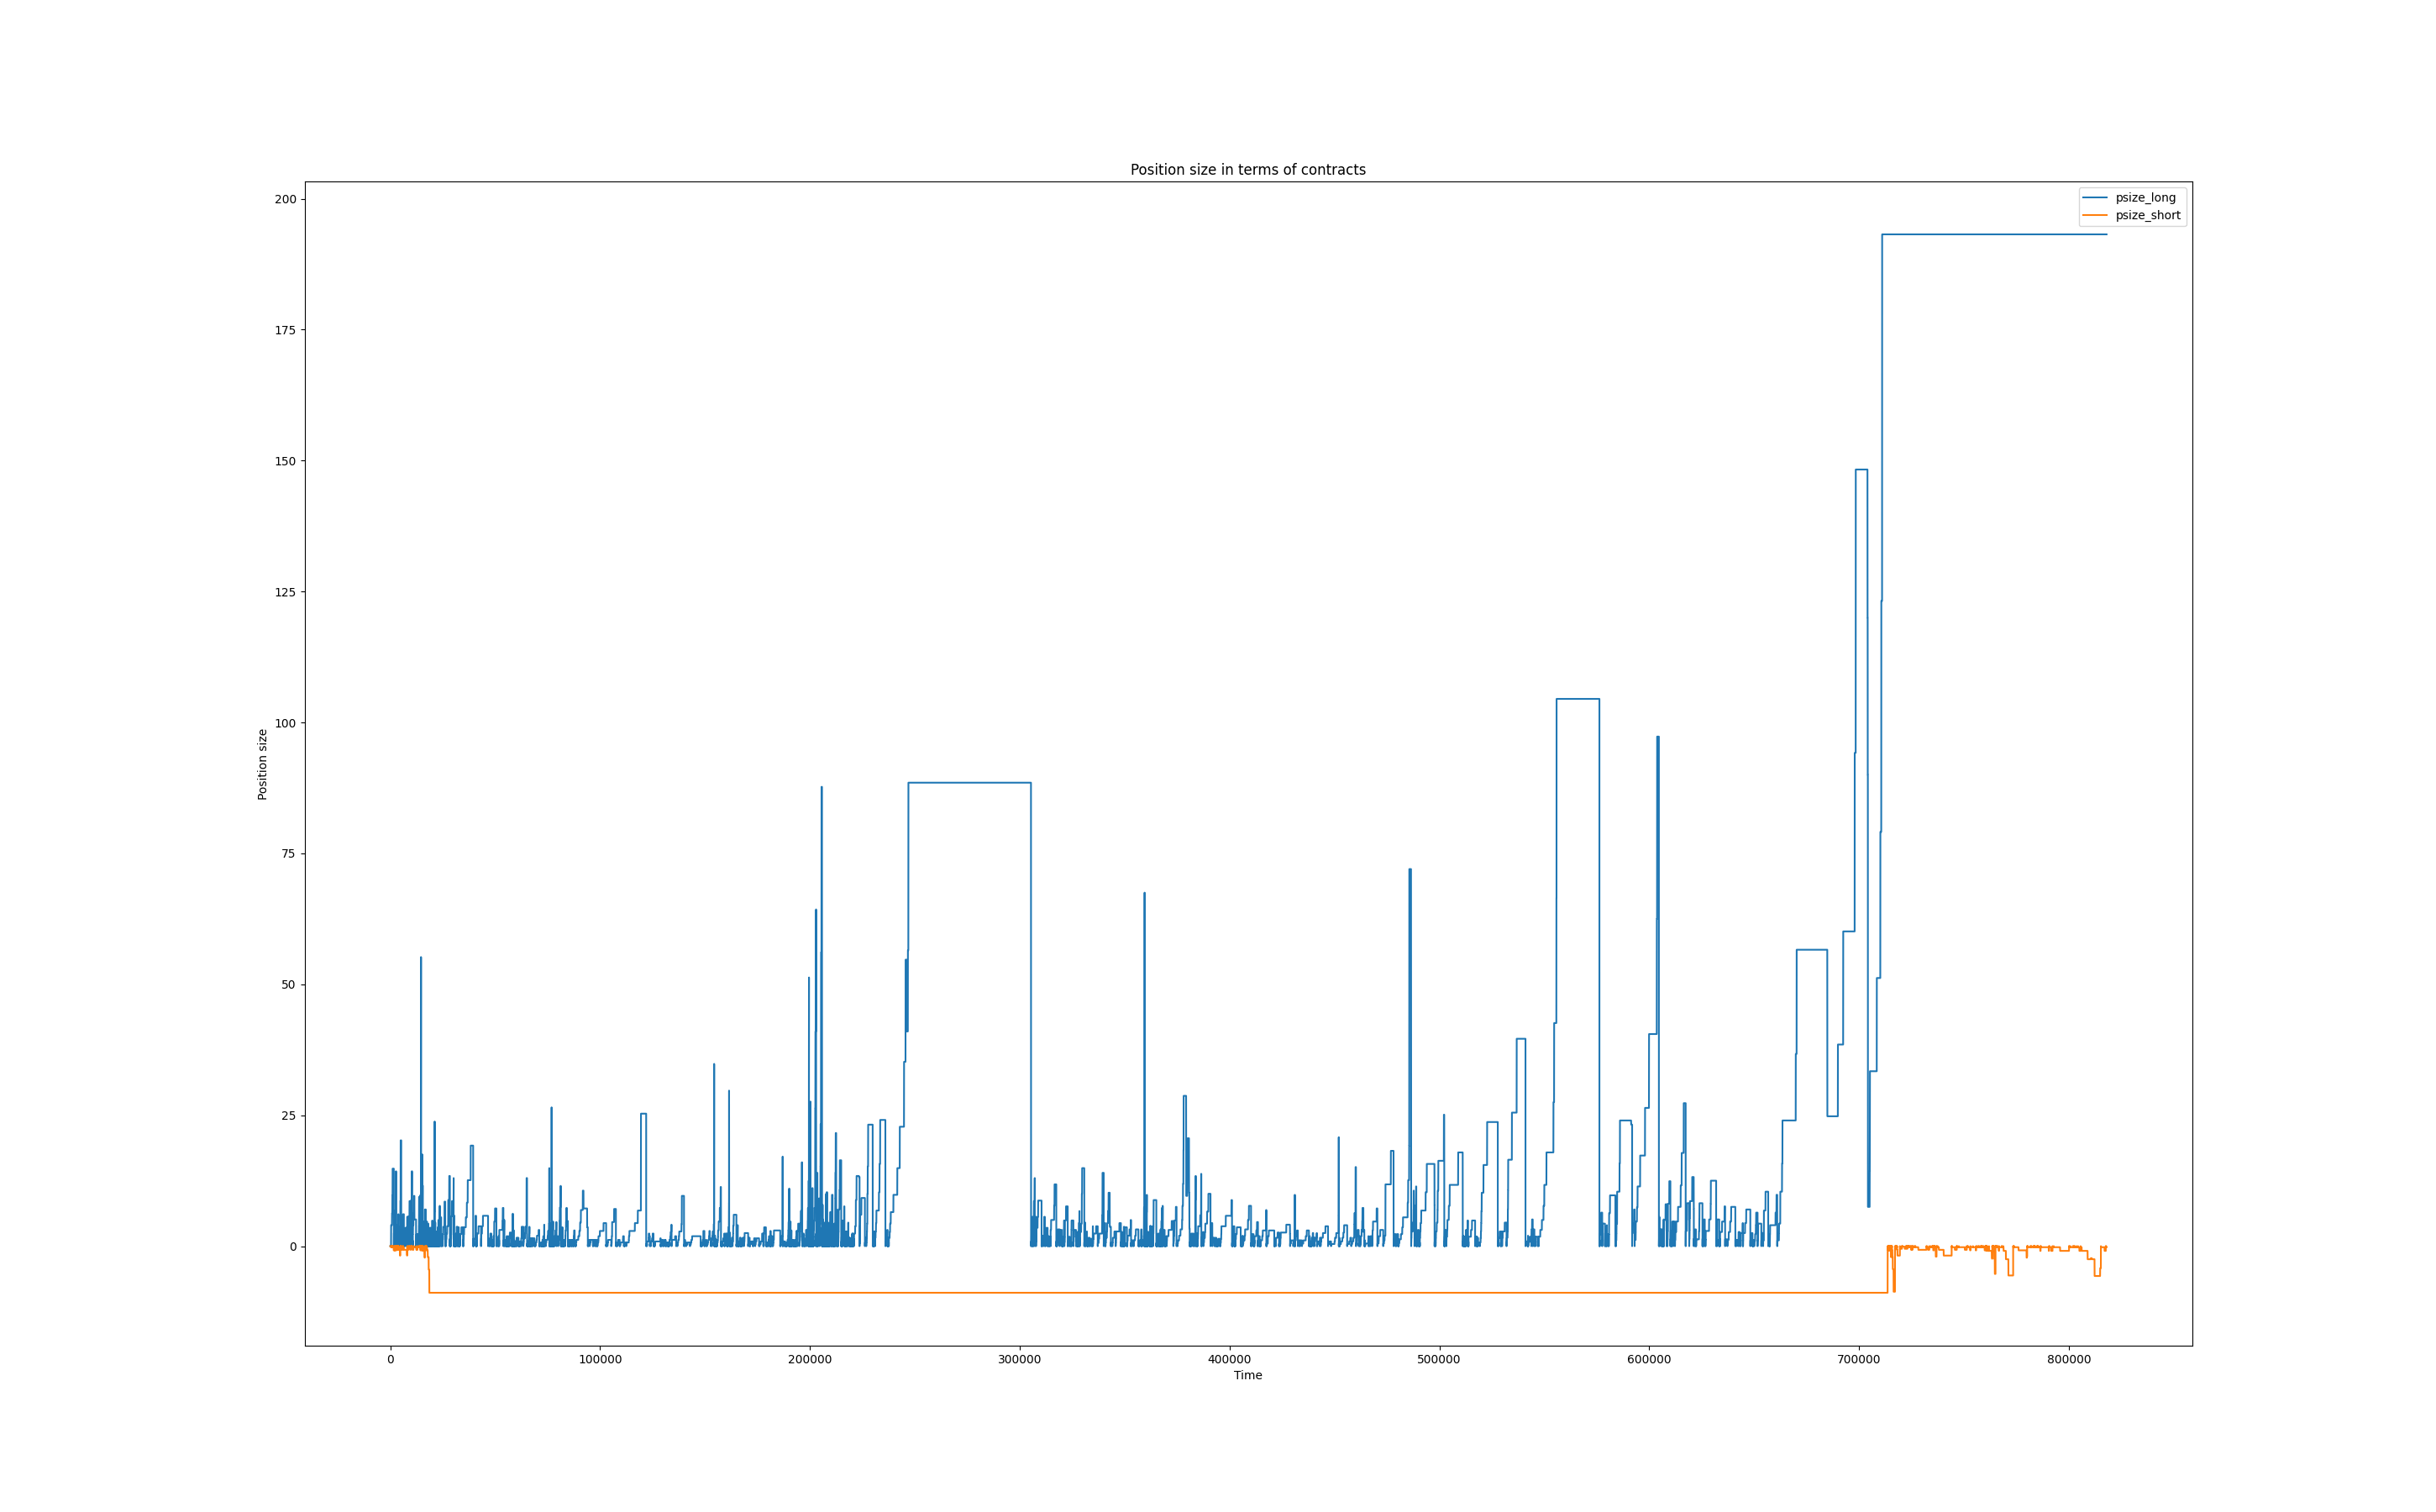 Position size in terms of contracts
psize_long
psize_short
200
175
150
125
100
75
50
25
0
Position size
0 100000 200000 300000 400000 500000 600000 700000 800000
Time